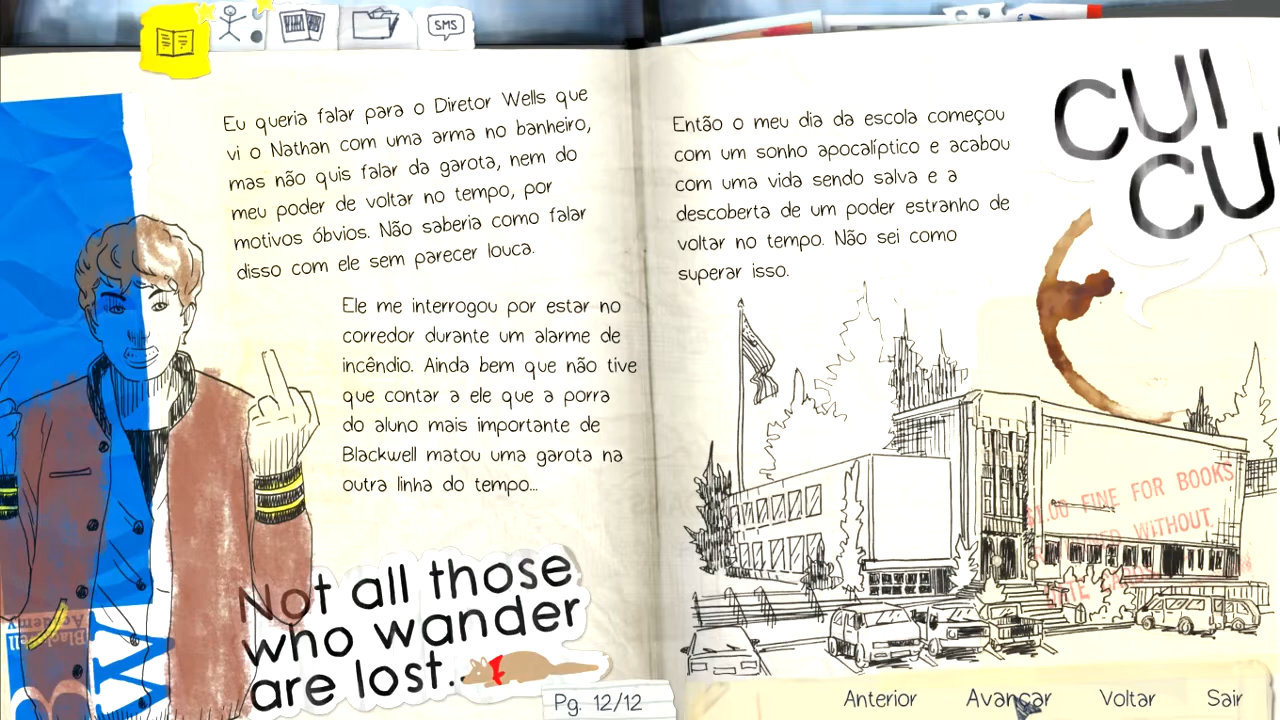 SMS
Eu queria falar para o Diretor Wells que
vi o Nathan com uma arma no banheiro,
mas não quis falar da garota, nem do
meu poder de voltar no tempo, por
motivos óbvios. Não saberia como falar
disso com ele sem parecer louca.
Ele me interrogou por estar no
corredor durante um alarme de
incêndio. Ainda bem que não tive
que contar a ele que a porra
do aluno mais importante de
Blackwell matou uma garota na
outra linha do tempo...
Not all those
who wander
are lost...
Blackwell
Academy
Pg. 12/12
Então o meu dia da escola começou
com um sonho apocalíptico e acabou
com uma vida sendo salva e a
descoberta de um poder estranho de
voltar no tempo. Não sei como
superar isso.
CUI
CU
$1.00 FINE FOR BOOKS
WITHOUT
Anterior Avançar Voltar Sair